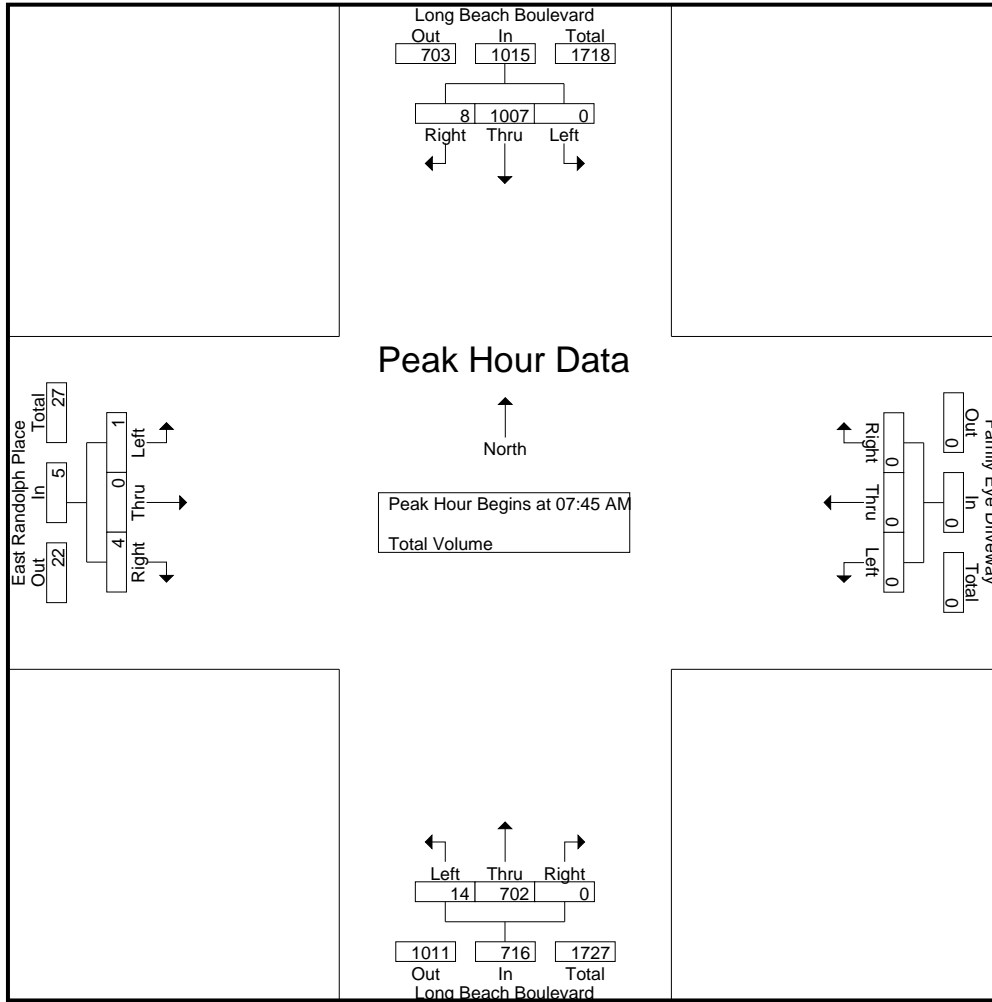 Long Beach Boulevard
Out In Total
703 1015 1718
8 1007 0
Right Thru Left
Peak Hour Data
North
Peak Hour Begins at 07:45 AM
Total Volume
East Randolph Place
Out In Total
22 5 27
4 0 1
Right Thru Left
Family Eye Driveway
Out In Total
0 0 0
0 0 0
Right Thru Left
Left Thru Right
14 702 0
1011 716 1727
Out In Total
Long Beach Boulevard